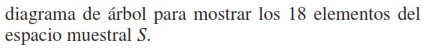 diagrama de árbol para mostrar los 18 elementos del
espacio muestral S.